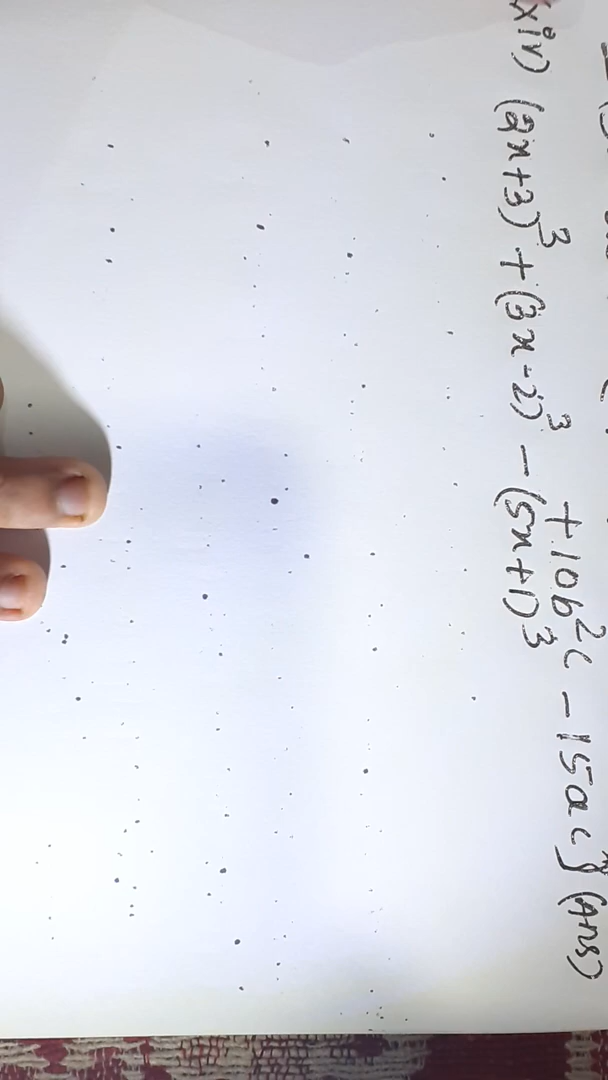 +10b²c - 15ac} (Ans)
xiv) (2x+3)³ + (3x-2)³ - (5x+1)³